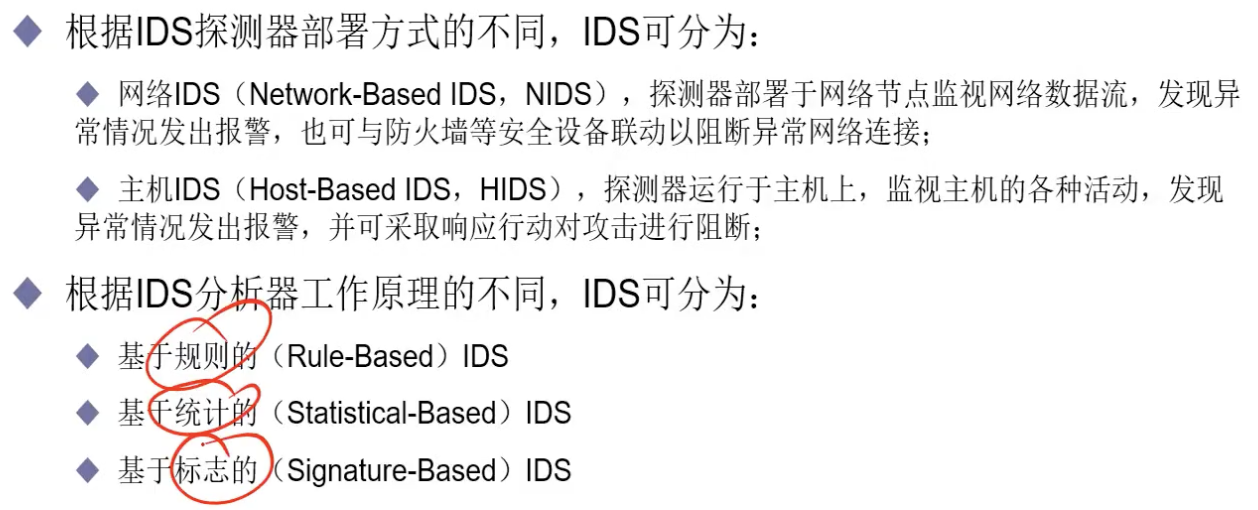 根据IDS探测器部署方式的不同，IDS可分为：
网络IDS（Network-Based IDS，NIDS），探测器部署于网络节点监视网络数据流，发现异
常情况发出报警，也可与防火墙等安全设备联动以阻断异常网络连接；
主机IDS（Host-Based IDS，HIDS），探测器运行于主机上，监视主机的各种活动，发现
异常情况发出报警，并可采取响应行动对攻击进行阻断；
根据IDS分析器工作原理的不同，IDS可分为：
基于规则的（Rule-Based）IDS
基于统计的（Statistical-Based）IDS
基于标志的（Signature-Based）IDS